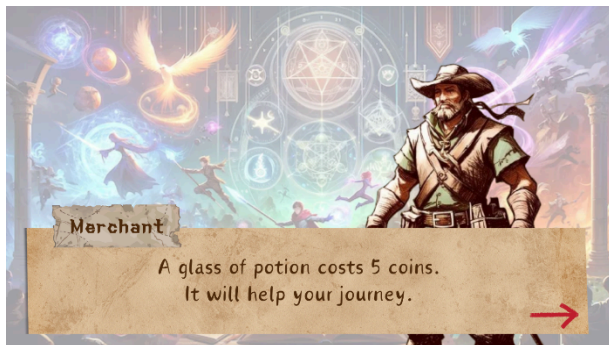 Merchant
A glass of potion costs 5 coins.
It will help your journey.